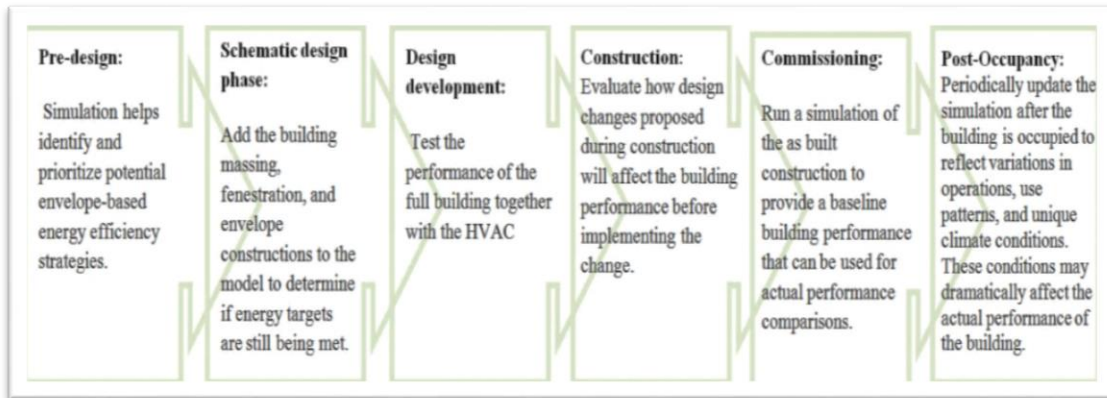 Pre-design:
Simulation helps
identify and
prioritize potential
envelope-based
energy efficiency
strategies.
Schematic design
phase:
Add the building
massing,
fenestration, and
envelope
constructions to the
model to determine
if energy targets
are still being met.
Design
development:
Test the
performance of the
full building together
with the HVAC
Construction:
Evaluate how design
changes proposed
during construction
will affect the building
performance before
implementing the
change.
Commissioning:
Run a simulation of
the as built
construction to
provide a baseline
building performance
that can be used for
actual performance
comparisons.
Post-Occupancy:
Periodically update the
simulation after the
building is occupied to
reflect variations in
operations, use
patterns, and unique
climate conditions.
These conditions may
dramatically affect the
actual performance of
the building.